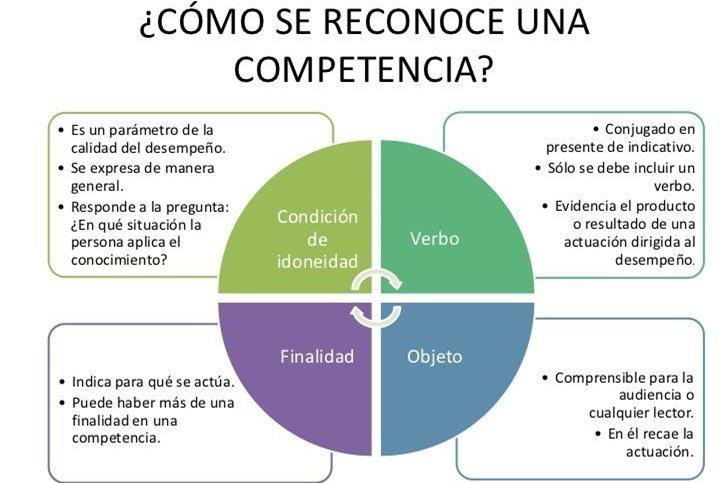 ¿CÓMO SE RECONOCE UNA
COMPETENCIA?
• Es un parámetro de la
calidad del desempeño.
• Se expresa de manera
general.
• Responde a la pregunta:
¿En qué situación la
persona aplica el
conocimiento?
Condición
de
idoneidad
Verbo
• Conjugado en
presente de indicativo.
• Sólo se debe incluir un
verbo.
• Evidencia el producto
o resultado de una
actuación dirigida al
desempeño.
• Indica para qué se actúa.
• Puede haber más de una
finalidad en una
competencia.
Finalidad
Objeto
• Comprensible para la
audiencia o
cualquier lector.
• En él recae la
actuación.